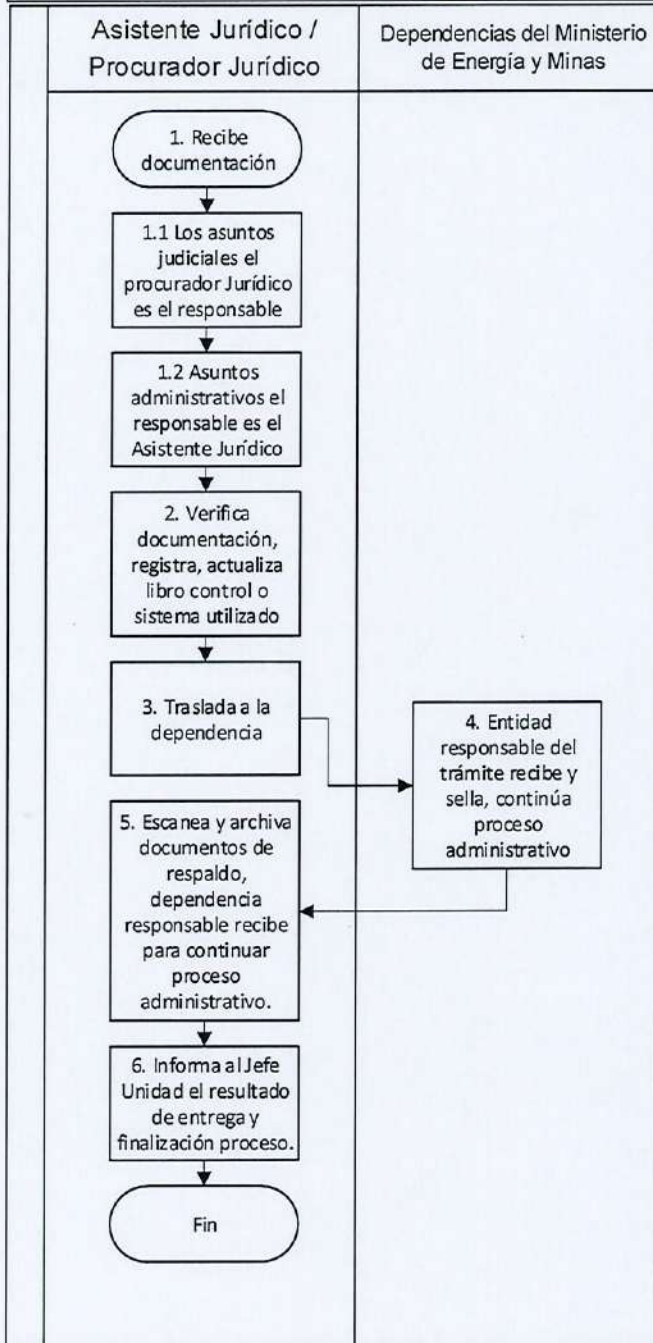 Asistente Jurídico /
Procurador Jurídico
Dependencias del Ministerio
de Energía y Minas
1. Recibe
documentación
1.1 Los asuntos
judiciales el
procurador Jurídico
es el responsable
1.2 Asuntos
administrativos el
responsable es el
Asistente Jurídico
2. Verifica
documentación,
registra, actualiza
libro control o
sistema utilizado
3. Traslada a la
dependencia
4. Entidad
responsable del
trámite recibe y
sella, continúa
proceso
administrativo
5. Escanea y archiva
documentos de
respaldo,
dependencia
responsable recibe
para continuar
proceso
administrativo.
6. Informa al Jefe
Unidad el resultado
de entrega y
finalización proceso.
Fin